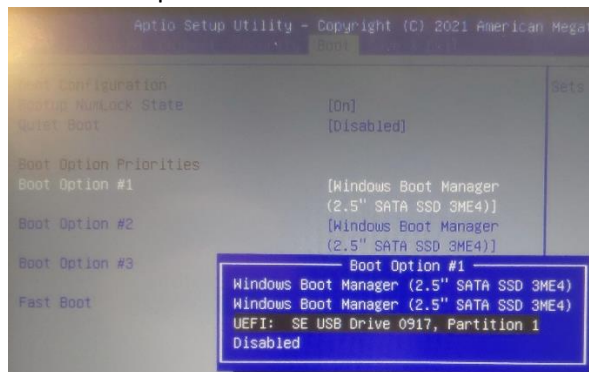 Aptio Setup Utility - Copyright (C) 2021 American Megat
Boot
Boot Configuration
Bootup NumLock State [On]
Quiet Boot [Disabled]
Sets
Boot Option Priorities
Boot Option #1 [Windows Boot Manager
(2.5" SATA SSD 3ME4)]
Boot Option #2 [Windows Boot Manager
(2.5" SATA SSD 3ME4)]
Boot Option #3
Fast Boot
Boot Option #1
Windows Boot Manager (2.5" SATA SSD 3ME4)
Windows Boot Manager (2.5" SATA SSD 3ME4)
UEFI: SE USB Drive 0917, Partition 1
Disabled